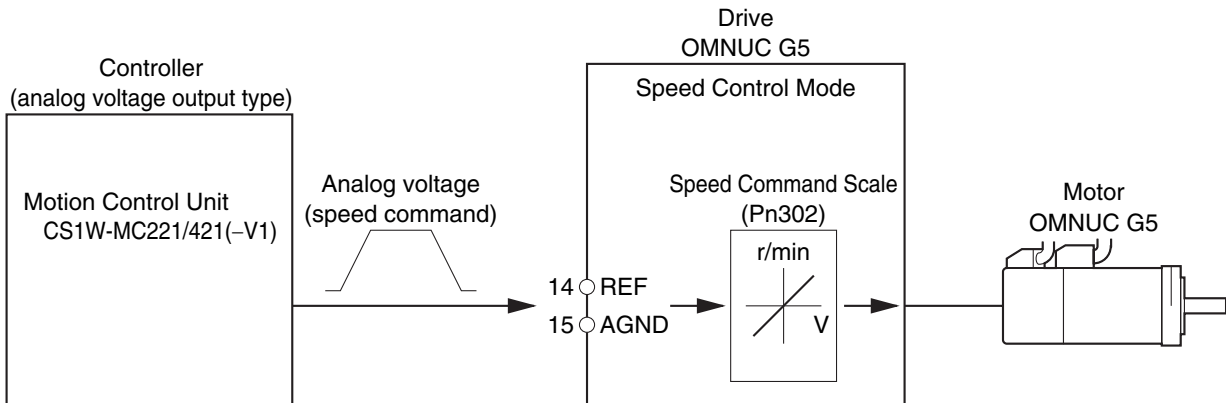 Controller
(analog voltage output type)
Motion Control Unit
CS1W-MC221/421(−V1)
Analog voltage
(speed command)
Drive
OMNUC G5
Speed Control Mode
14 REF
15 AGND
Speed Command Scale
(Pn302)
r/min
V
Motor
OMNUC G5